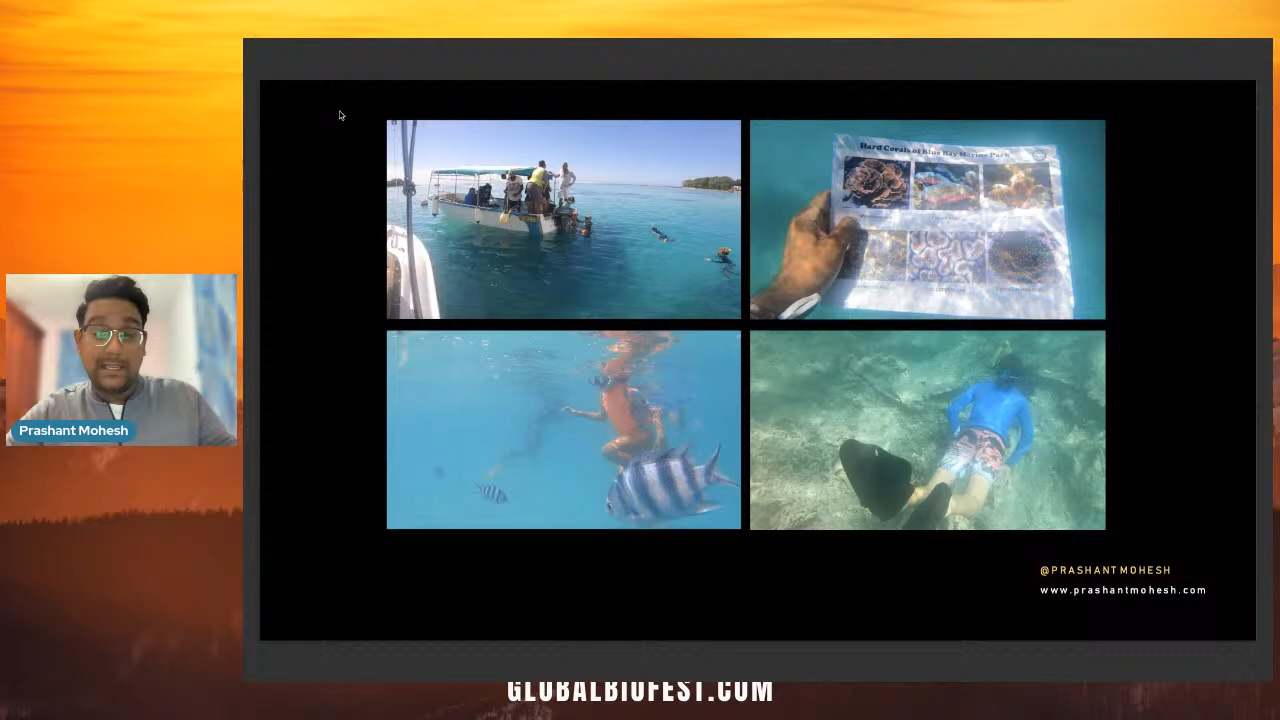 Hard Corals of Blue Bay Marine Park
Prashant Mohesh
@PRASHANTMOHESH
www.prashantmohesh.com
GLOBALBIOFEST.COM